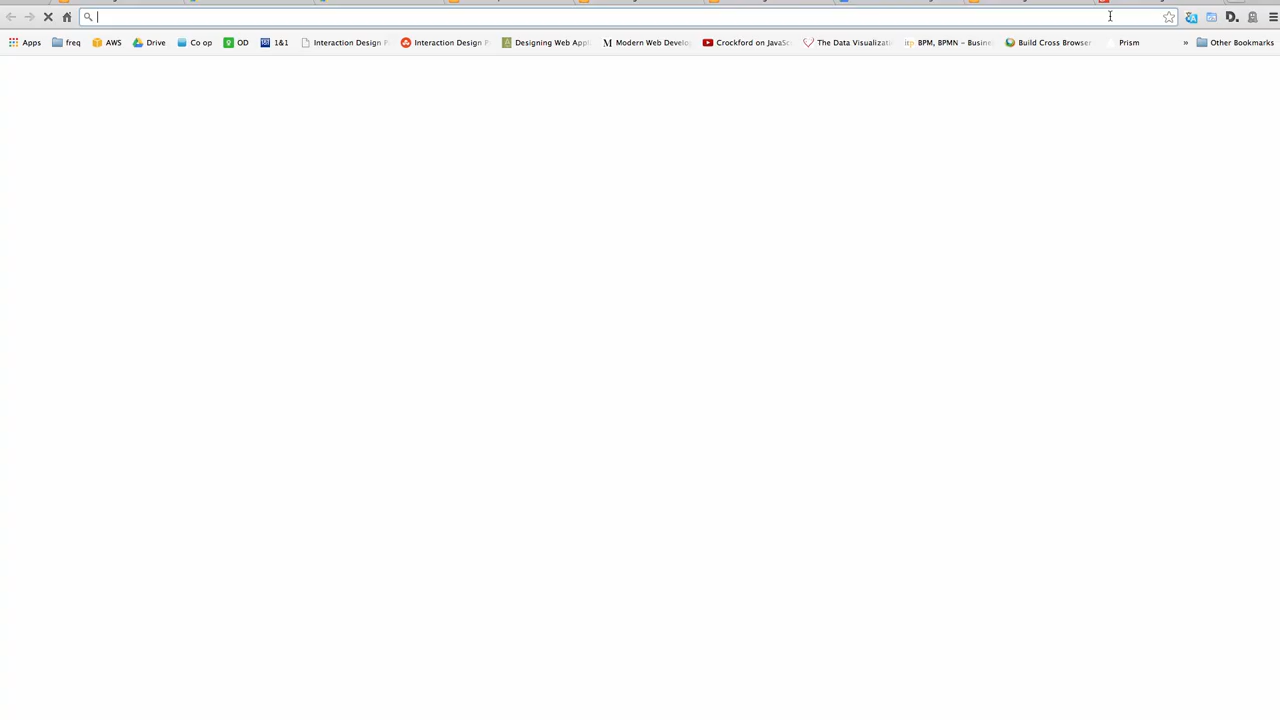 Apps freq AWS Drive Co op OD 1&1 Interaction Design P Interaction Design P Designing Web Appl Modern Web Develo Crockford on JavaSc The Data Visualizati BPM, BPMN – Busine Build Cross Browser Prism » Other Bookmarks